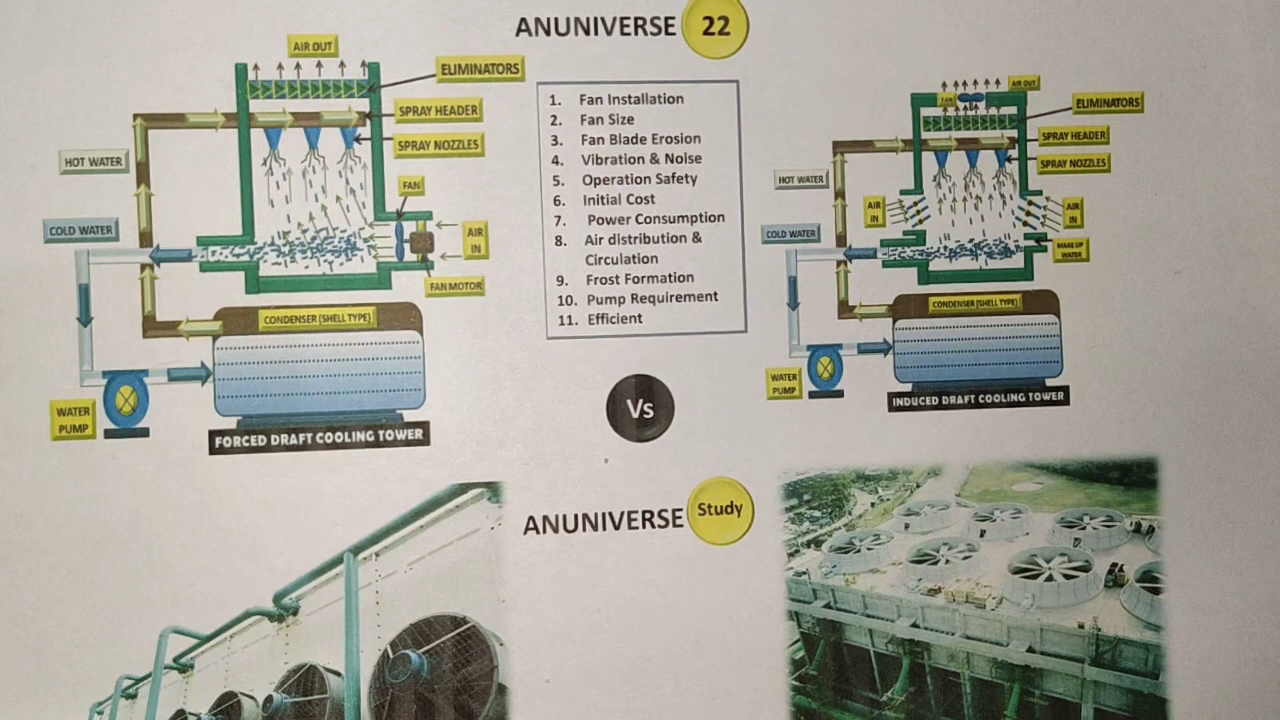 ANUNIVERSE 22
AIR OUT
ELIMINATORS
SPRAY HEADER
SPRAY NOZZLES
HOT WATER
FAN
COLD WATER
AIR
IN
FAN MOTOR
CONDENSER (SHELL TYPE)
WATER
PUMP
FORCED DRAFT COOLING TOWER
1. Fan Installation
2. Fan Size
3. Fan Blade Erosion
4. Vibration & Noise
5. Operation Safety
6. Initial Cost
7. Power Consumption
8. Air distribution &
Circulation
9. Frost Formation
10. Pump Requirement
11. Efficient
Vs
AIR OUT
FAN
ELIMINATORS
SPRAY HEADER
SPRAY NOZZLES
HOT WATER
AIR
IN
AIR
IN
COLD WATER
MAKE UP
WATER
CONDENSER (SHELL TYPE)
WATER
PUMP
INDUCED DRAFT COOLING TOWER
ANUNIVERSE Study